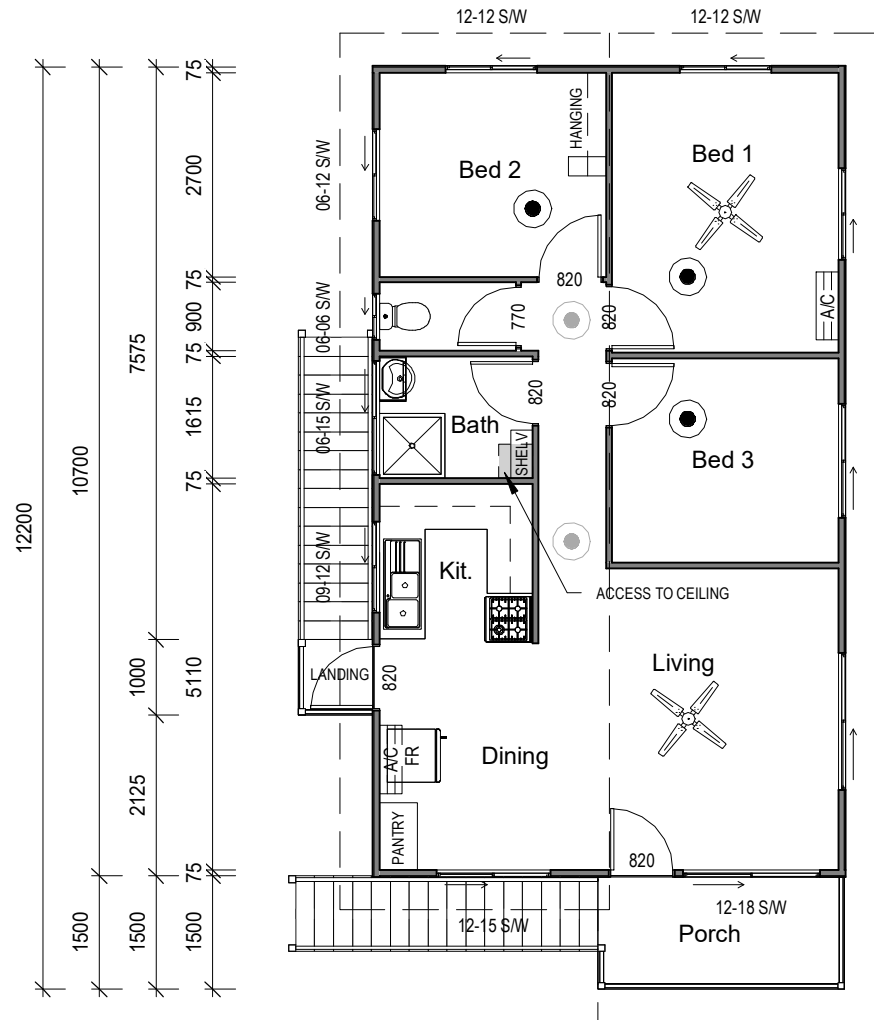 12-12 S/W
12-12 S/W
75
2700
75
900
75
1615
75
5110
75
1500
7575
1000
2125
1500
10700
1500
12200
06-12 S/W
06-06 S/W
06-15 S/W
09-12 S/W
HANGING
Bed 2
Bed 1
820
770
820
A/C
820
820
Bath
SHELV
Bed 3
Kit.
ACCESS TO CEILING
LANDING
820
Living
A/C
FR
Dining
PANTRY
820
12-15 S/W
12-18 S/W
Porch